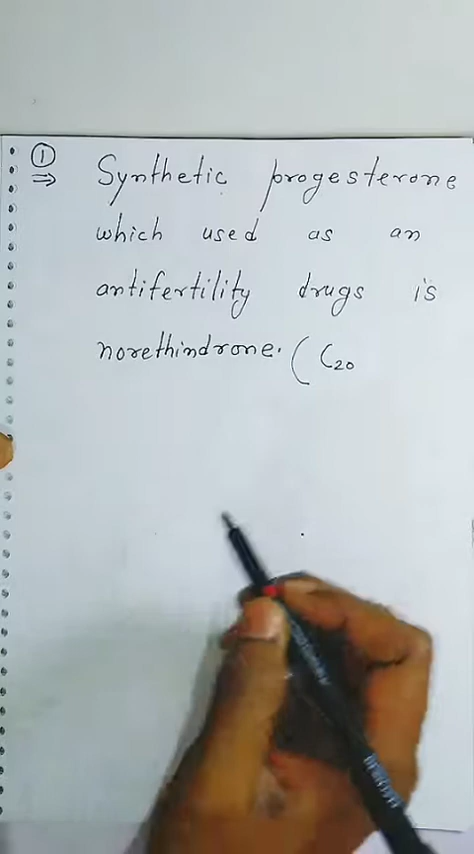 ①
⇒ Synthetic progesterone
which used as an
antifertility drugs is
norethindrone. (C₂₀